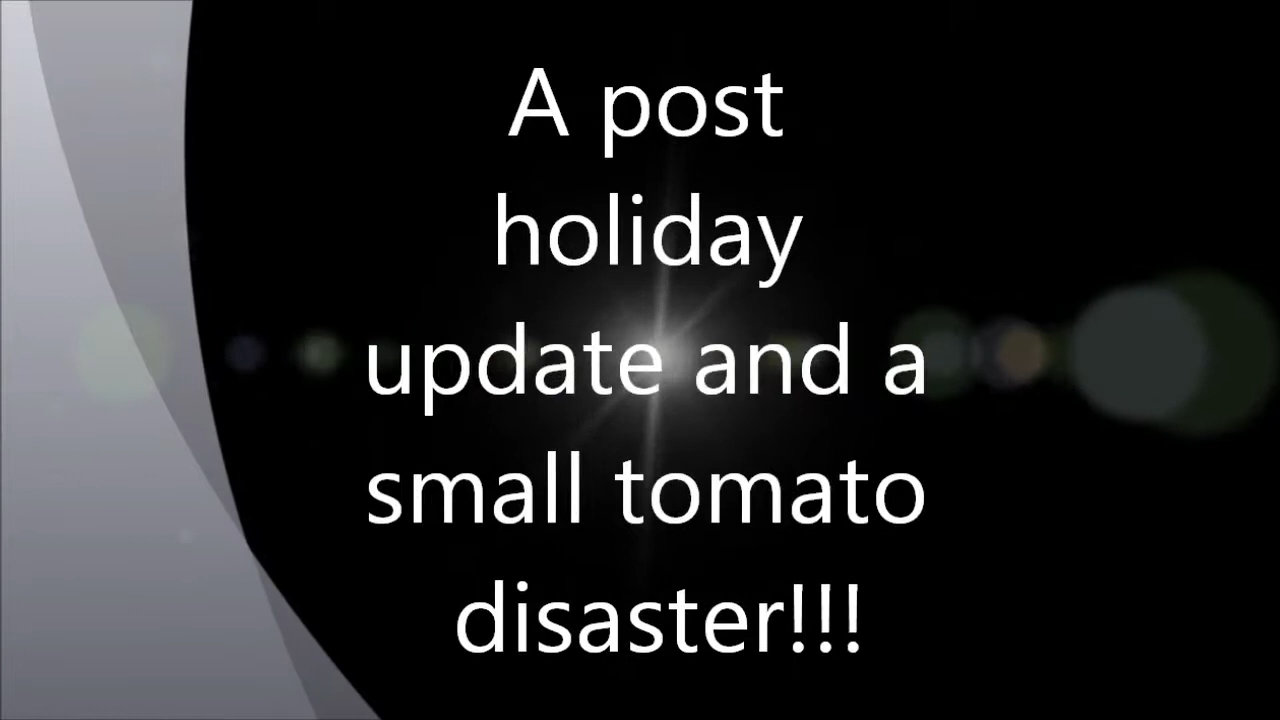 A post
holiday
update and a
small tomato
disaster!!!